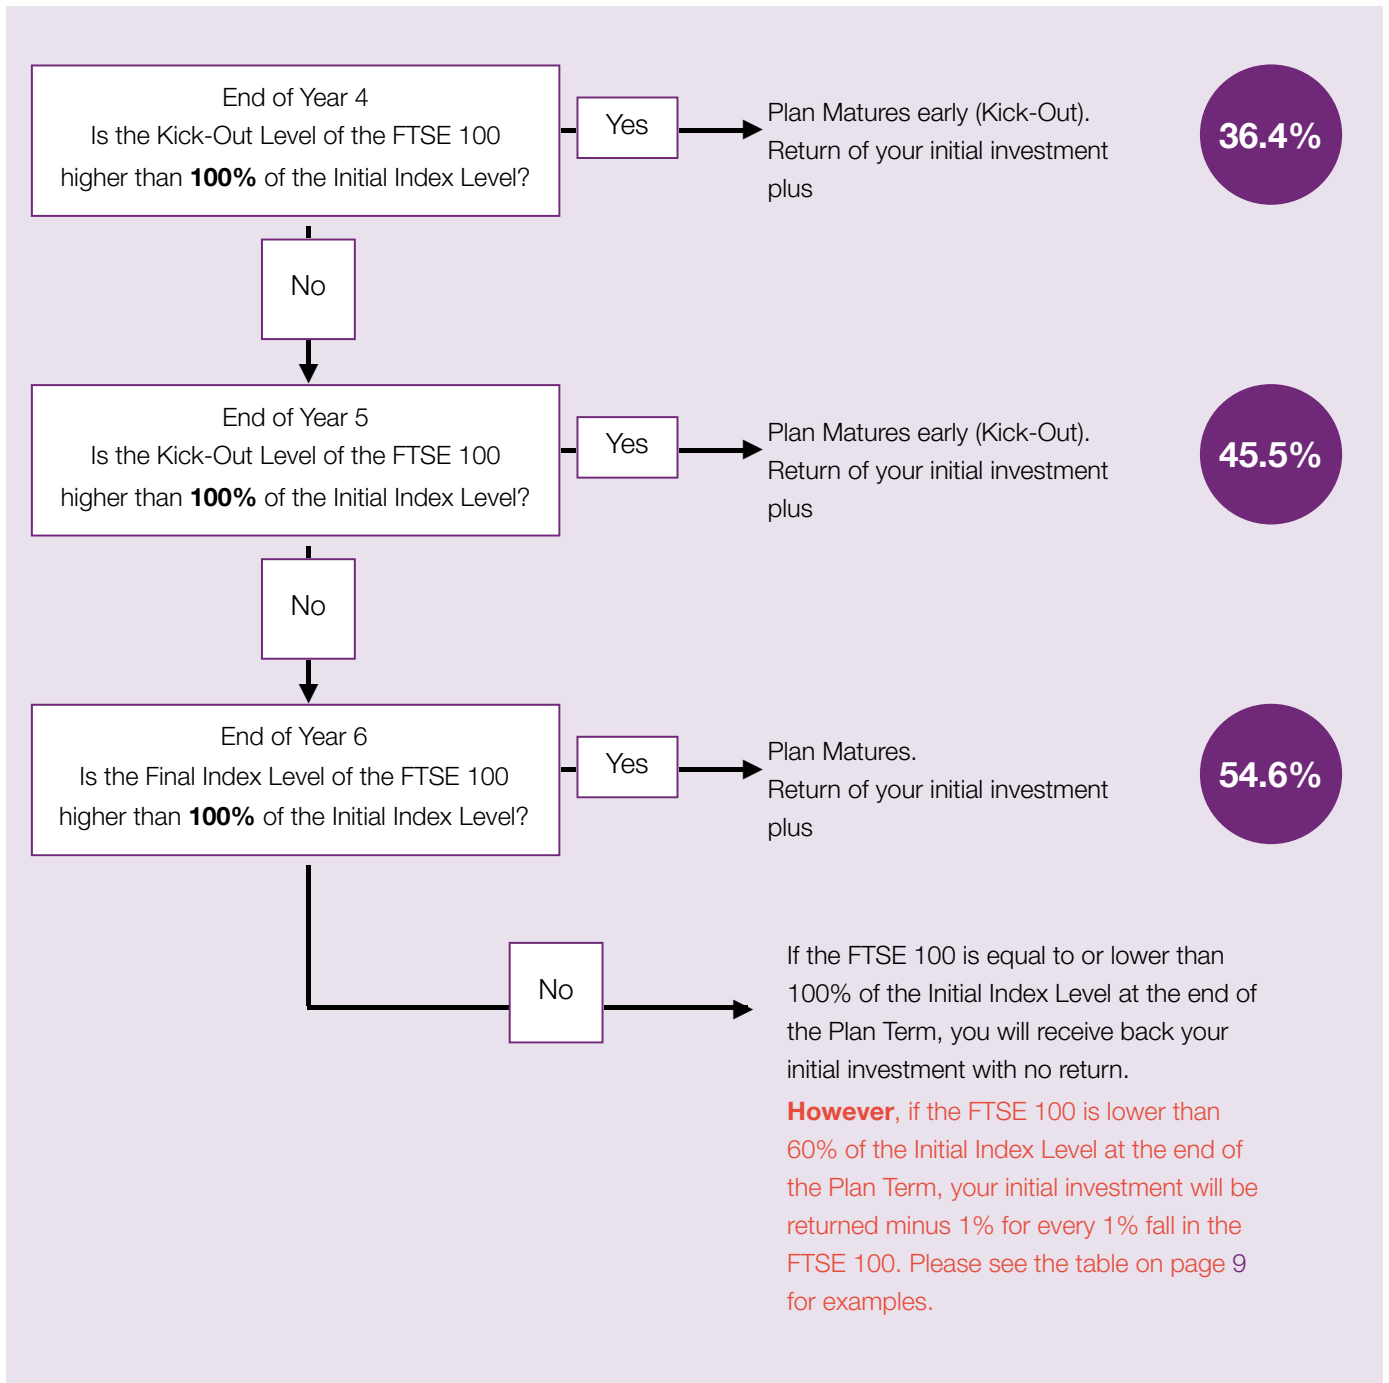 End of Year 4
Is the Kick-Out Level of the FTSE 100
higher than 100% of the Initial Index Level?
Yes
Plan Matures early (Kick-Out).
Return of your initial investment
plus
36.4%
No
End of Year 5
Is the Kick-Out Level of the FTSE 100
higher than 100% of the Initial Index Level?
Yes
Plan Matures early (Kick-Out).
Return of your initial investment
plus
45.5%
No
End of Year 6
Is the Final Index Level of the FTSE 100
higher than 100% of the Initial Index Level?
Yes
Plan Matures.
Return of your initial investment
plus
54.6%
No
If the FTSE 100 is equal to or lower than
100% of the Initial Index Level at the end of
the Plan Term, you will receive back your
initial investment with no return.
However, if the FTSE 100 is lower than
60% of the Initial Index Level at the end of
the Plan Term, your initial investment will be
returned minus 1% for every 1% fall in the
FTSE 100. Please see the table on page 9
for examples.